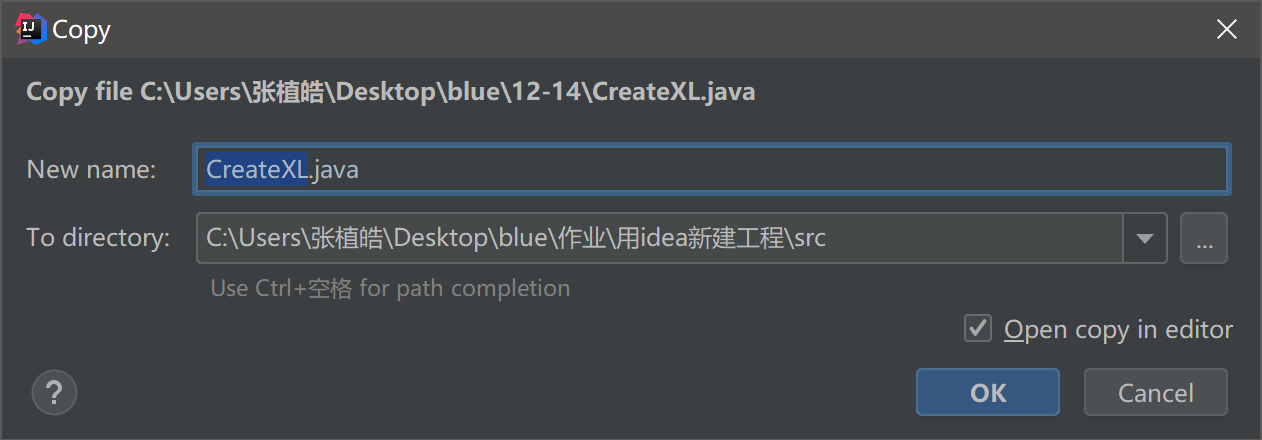 IJ Copy
Copy file C:\Users\张植皓\Desktop\blue\12-14\CreateXL.java
New name: CreateXL.java
To directory: C:\Users\张植皓\Desktop\blue\作业\用idea新建工程\src ...
Use Ctrl+空格 for path completion
Open copy in editor
? OK Cancel